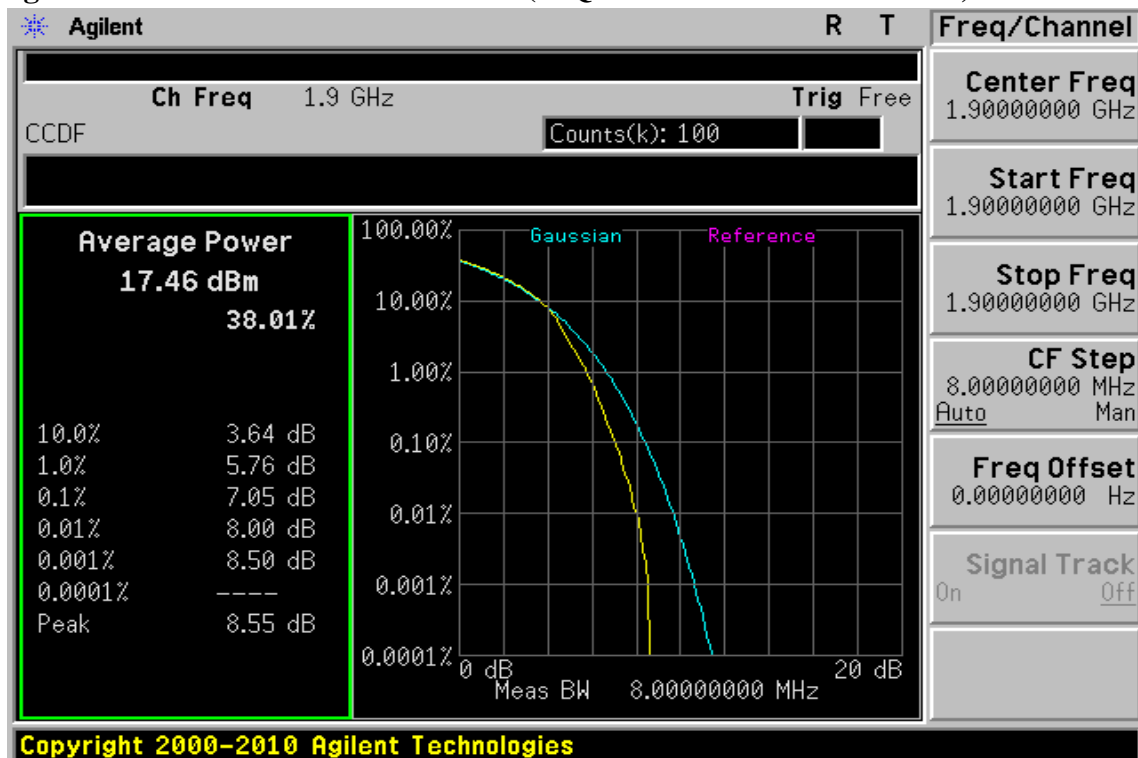 Agilent R T
Freq/Channel
Ch Freq 1.9 GHz Trig Free
CCDF Counts(k): 100
Average Power
17.46 dBm
38.01%
10.0% 3.64 dB
1.0% 5.76 dB
0.1% 7.05 dB
0.01% 8.00 dB
0.001% 8.50 dB
0.0001% ----
Peak 8.55 dB
Gaussian Reference
100.00%
10.00%
1.00%
0.10%
0.01%
0.001%
0.0001%
0 dB 20 dB
Meas BW 8.00000000 MHz
Center Freq
1.90000000 GHz
Start Freq
1.90000000 GHz
Stop Freq
1.90000000 GHz
CF Step
8.00000000 MHz
Auto Man
Freq Offset
0.00000000 Hz
Signal Track
On Off
Copyright 2000-2010 Agilent Technologies